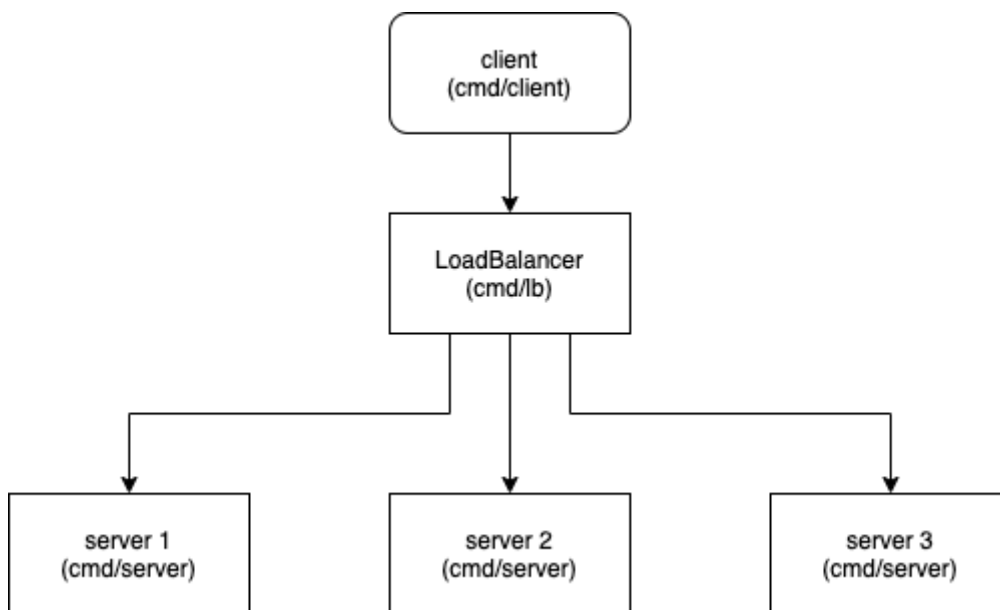 client
(cmd/client)
LoadBalancer
(cmd/lb)
server 1
(cmd/server)
server 2
(cmd/server)
server 3
(cmd/server)